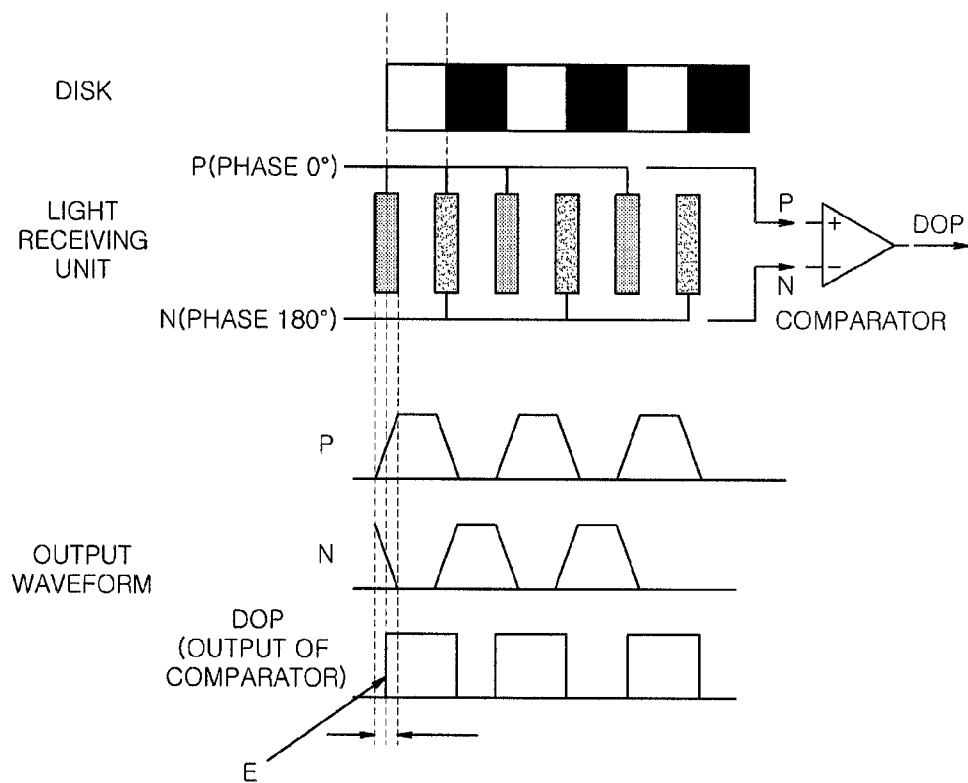 DISK
P(PHASE 0°)
LIGHT
RECEIVING
UNIT
P
+
DOP
−
N
N(PHASE 180°)
COMPARATOR
P
OUTPUT
WAVEFORM
N
DOP
(OUTPUT OF
COMPARATOR)
E